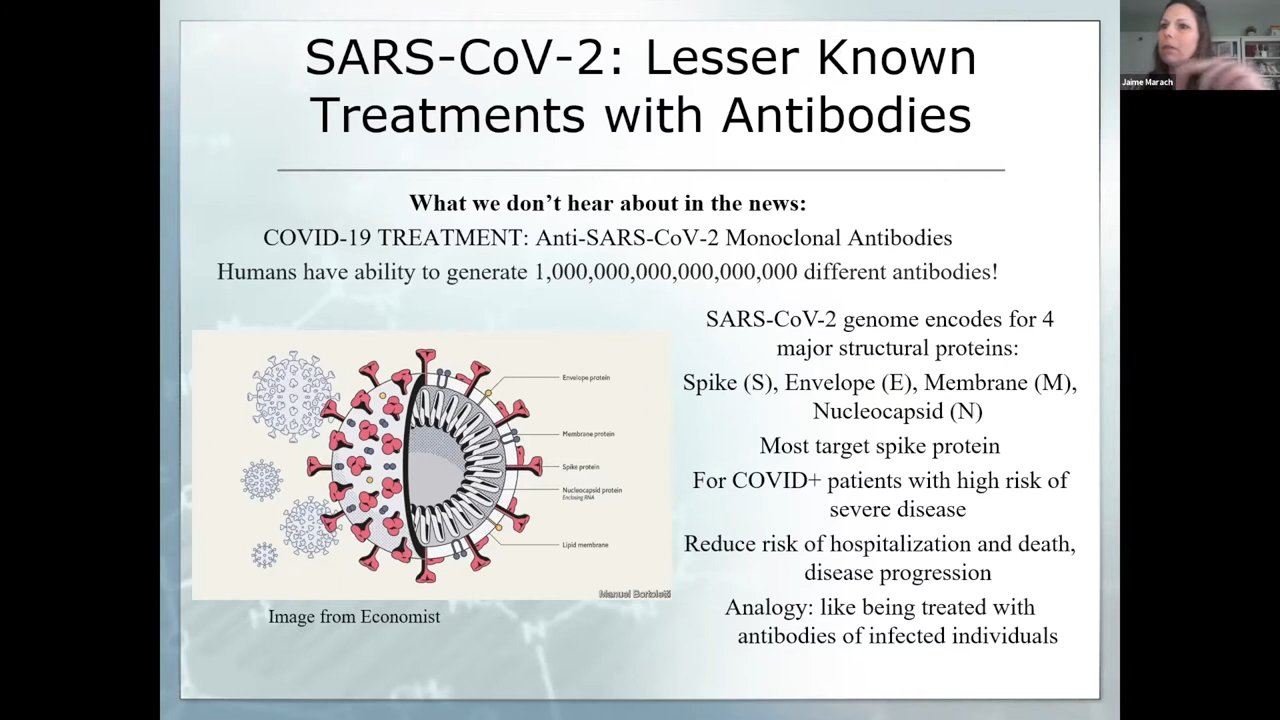 SARS-CoV-2: Lesser Known
Treatments with Antibodies
Jaime Marach
What we don't hear about in the news:
COVID-19 TREATMENT: Anti-SARS-CoV-2 Monoclonal Antibodies
Humans have ability to generate 1,000,000,000,000,000,000 different antibodies!
Envelope protein
Membrane protein
Spike protein
Nucleocapsid protein
Enclosing RNA
Lipid membrane
Manuel Bortoletti
Image from Economist
SARS-CoV-2 genome encodes for 4
major structural proteins:
Spike (S), Envelope (E), Membrane (M),
Nucleocapsid (N)
Most target spike protein
For COVID+ patients with high risk of
severe disease
Reduce risk of hospitalization and death,
disease progression
Analogy: like being treated with
antibodies of infected individuals